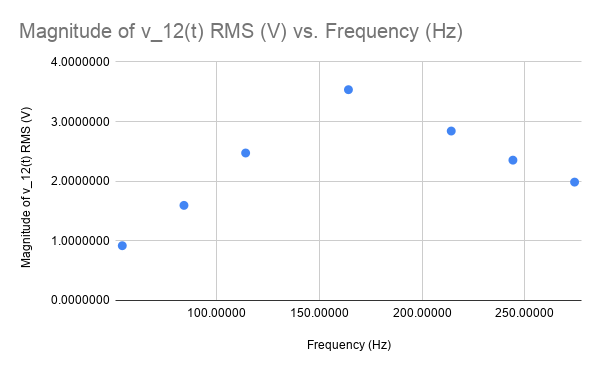 Magnitude of v_12(t) RMS (V) vs. Frequency (Hz)
Magnitude of v_12(t) RMS (V)
4.0000000
3.0000000
2.0000000
1.0000000
0.0000000
100.00000 150.00000 200.00000 250.00000
Frequency (Hz)